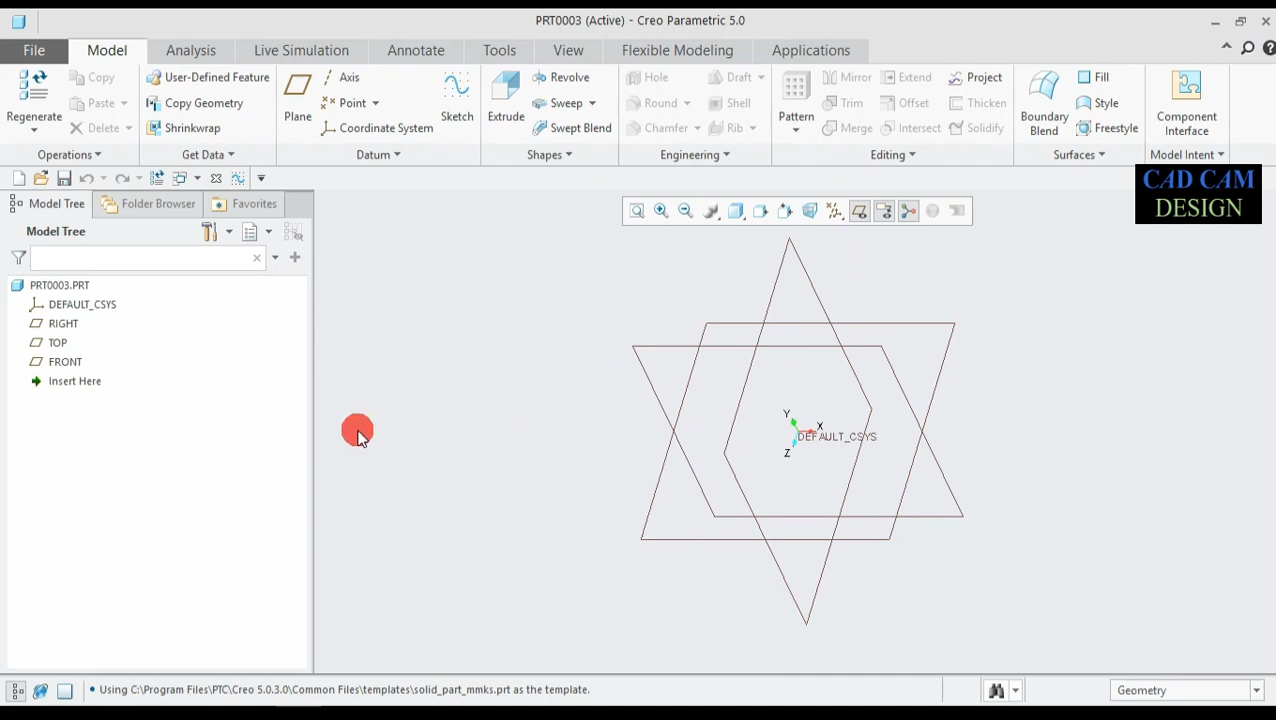 PRT0003 (Active) - Creo Parametric 5.0
File Model Analysis Live Simulation Annotate Tools View Flexible Modeling Applications
Regenerate
Copy
Paste
Delete
Operations
User-Defined Feature
Copy Geometry
Shrinkwrap
Get Data
Plane
Axis
Point
Coordinate System
Sketch
Datum
Extrude
Revolve
Sweep
Swept Blend
Shapes
Hole
Round
Chamfer
Draft
Shell
Rib
Engineering
Pattern
Mirror
Trim
Merge
Extend
Offset
Intersect
Project
Thicken
Solidify
Editing
Boundary
Blend
Fill
Style
Freestyle
Surfaces
Component
Interface
Model Intent
CAD CAM
DESIGN
Model Tree Folder Browser Favorites
Model Tree
PRT0003.PRT
DEFAULT_CSYS
RIGHT
TOP
FRONT
Insert Here
Y
X
DEFAULT_CSYS
Z
• Using C:\Program Files\PTC\Creo 5.0.3.0\Common Files\templates\solid_part_mmks.prt as the template.
Geometry